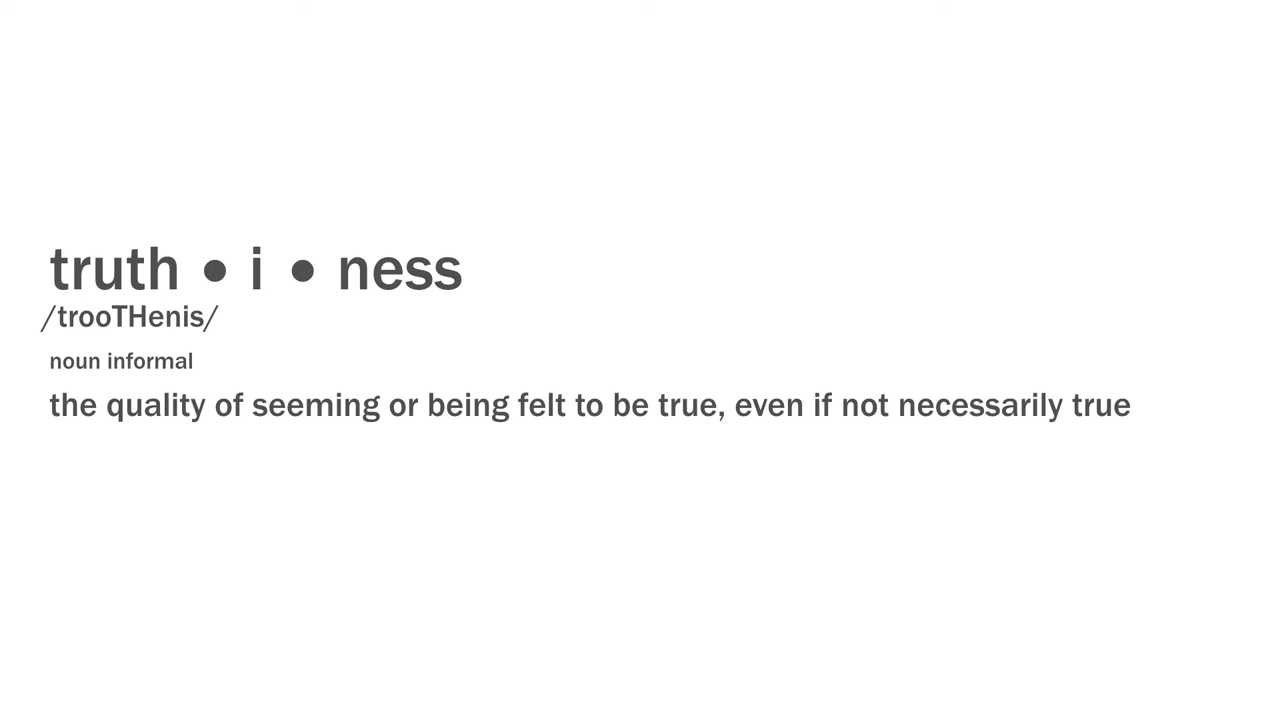 truth • i • ness
/trooTHenis/
noun informal
the quality of seeming or being felt to be true, even if not necessarily true